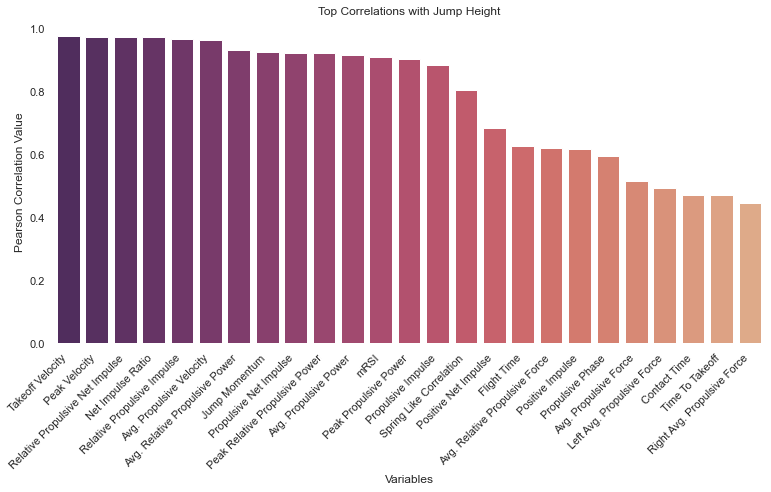 Top Correlations with Jump Height
Pearson Correlation Value
1.0
0.8
0.6
0.4
0.2
0.0
Takeoff Velocity
Peak Velocity
Relative Propulsive Net Impulse
Net Impulse Ratio
Relative Propulsive Impulse
Avg. Propulsive Velocity
Avg. Relative Propulsive Power
Jump Momentum
Propulsive Net Impulse
Peak Relative Propulsive Power
Avg. Propulsive Power
mRSI
Peak Propulsive Power
Propulsive Impulse
Spring Like Correlation
Positive Net Impulse
Flight Time
Avg. Relative Propulsive Force
Positive Impulse
Propulsive Phase
Avg. Propulsive Force
Left Avg. Propulsive Force
Contact Time
Time To Takeoff
Right Avg. Propulsive Force
Variables